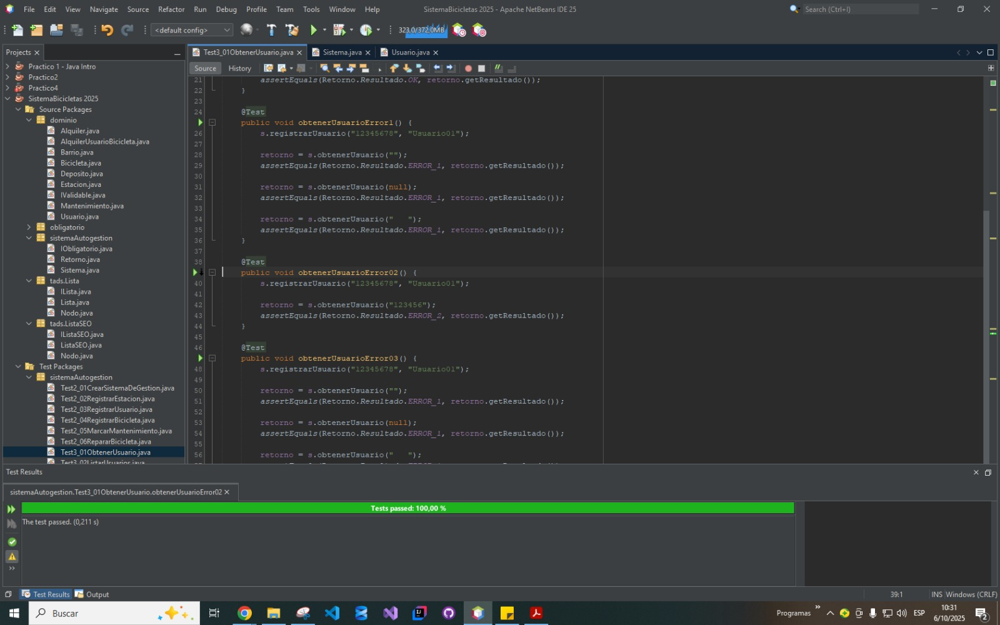 File Edit View Navigate Source Refactor Run Debug Profile Team Tools Window Help
SistemaBicicletas 2025 - Apache NetBeans IDE 25
Search (Ctrl+I)
<default config>
323,0/372,0MB
Projects
Test3_01ObtenerUsuario.java
Sistema.java
Usuario.java
Source History
Practico 1 - Java Intro
Practico2
Practico4
SistemaBicicletas 2025
Source Packages
dominio
Alquiler.java
AlquilerUsuarioBicicleta.java
Barrio.java
Bicicleta.java
Deposito.java
Estacion.java
IValidable.java
Mantenimiento.java
Usuario.java
obligatorio
sistemaAutogestion
IObligatorio.java
Retorno.java
Sistema.java
tads.Lista
ILista.java
Lista.java
Nodo.java
tads.ListaSEO
IListaSEO.java
ListaSEO.java
Nodo.java
Test Packages
sistemaAutogestion
Test2_01CrearSistemaDeGestion.java
Test2_02RegistrarEstacion.java
Test2_03RegistrarUsuario.java
Test2_04RegistrarBicicleta.java
Test2_05MarcarMantenimiento.java
Test2_06RepararBicicleta.java
Test3_01ObtenerUsuario.java
Test3_02ListarUsuarios.java
21 assertEquals(Retorno.Resultado.OK, retorno.getResultado());
22 }
23
24 @Test
public void obtenerUsuarioError1() {
26 s.registrarUsuario("12345678", "Usuario01");
27
28 retorno = s.obtenerUsuario("");
29 assertEquals(Retorno.Resultado.ERROR_1, retorno.getResultado());
30
31 retorno = s.obtenerUsuario(null);
32 assertEquals(Retorno.Resultado.ERROR_1, retorno.getResultado());
33
34 retorno = s.obtenerUsuario("   ");
35 assertEquals(Retorno.Resultado.ERROR_1, retorno.getResultado());
36 }
37
38 @Test
public void obtenerUsuarioError02() {
40 s.registrarUsuario("12345678", "Usuario01");
41
42 retorno = s.obtenerUsuario("123456");
43 assertEquals(Retorno.Resultado.ERROR_2, retorno.getResultado());
44 }
45
46 @Test
public void obtenerUsuarioError03() {
48 s.registrarUsuario("12345678", "Usuario01");
49
50 retorno = s.obtenerUsuario("");
51 assertEquals(Retorno.Resultado.ERROR_1, retorno.getResultado());
52
53 retorno = s.obtenerUsuario(null);
54 assertEquals(Retorno.Resultado.ERROR_1, retorno.getResultado());
55
56 retorno = s.obtenerUsuario("   ");
Test Results
sistemaAutogestion.Test3_01ObtenerUsuario.obtenerUsuarioError02
Tests passed: 100,00 %
The test passed. (0,211 s)
Test Results Output
39:1 INS Windows (CRLF)
Buscar
Programas
ESP
10:31
6/10/2025
2